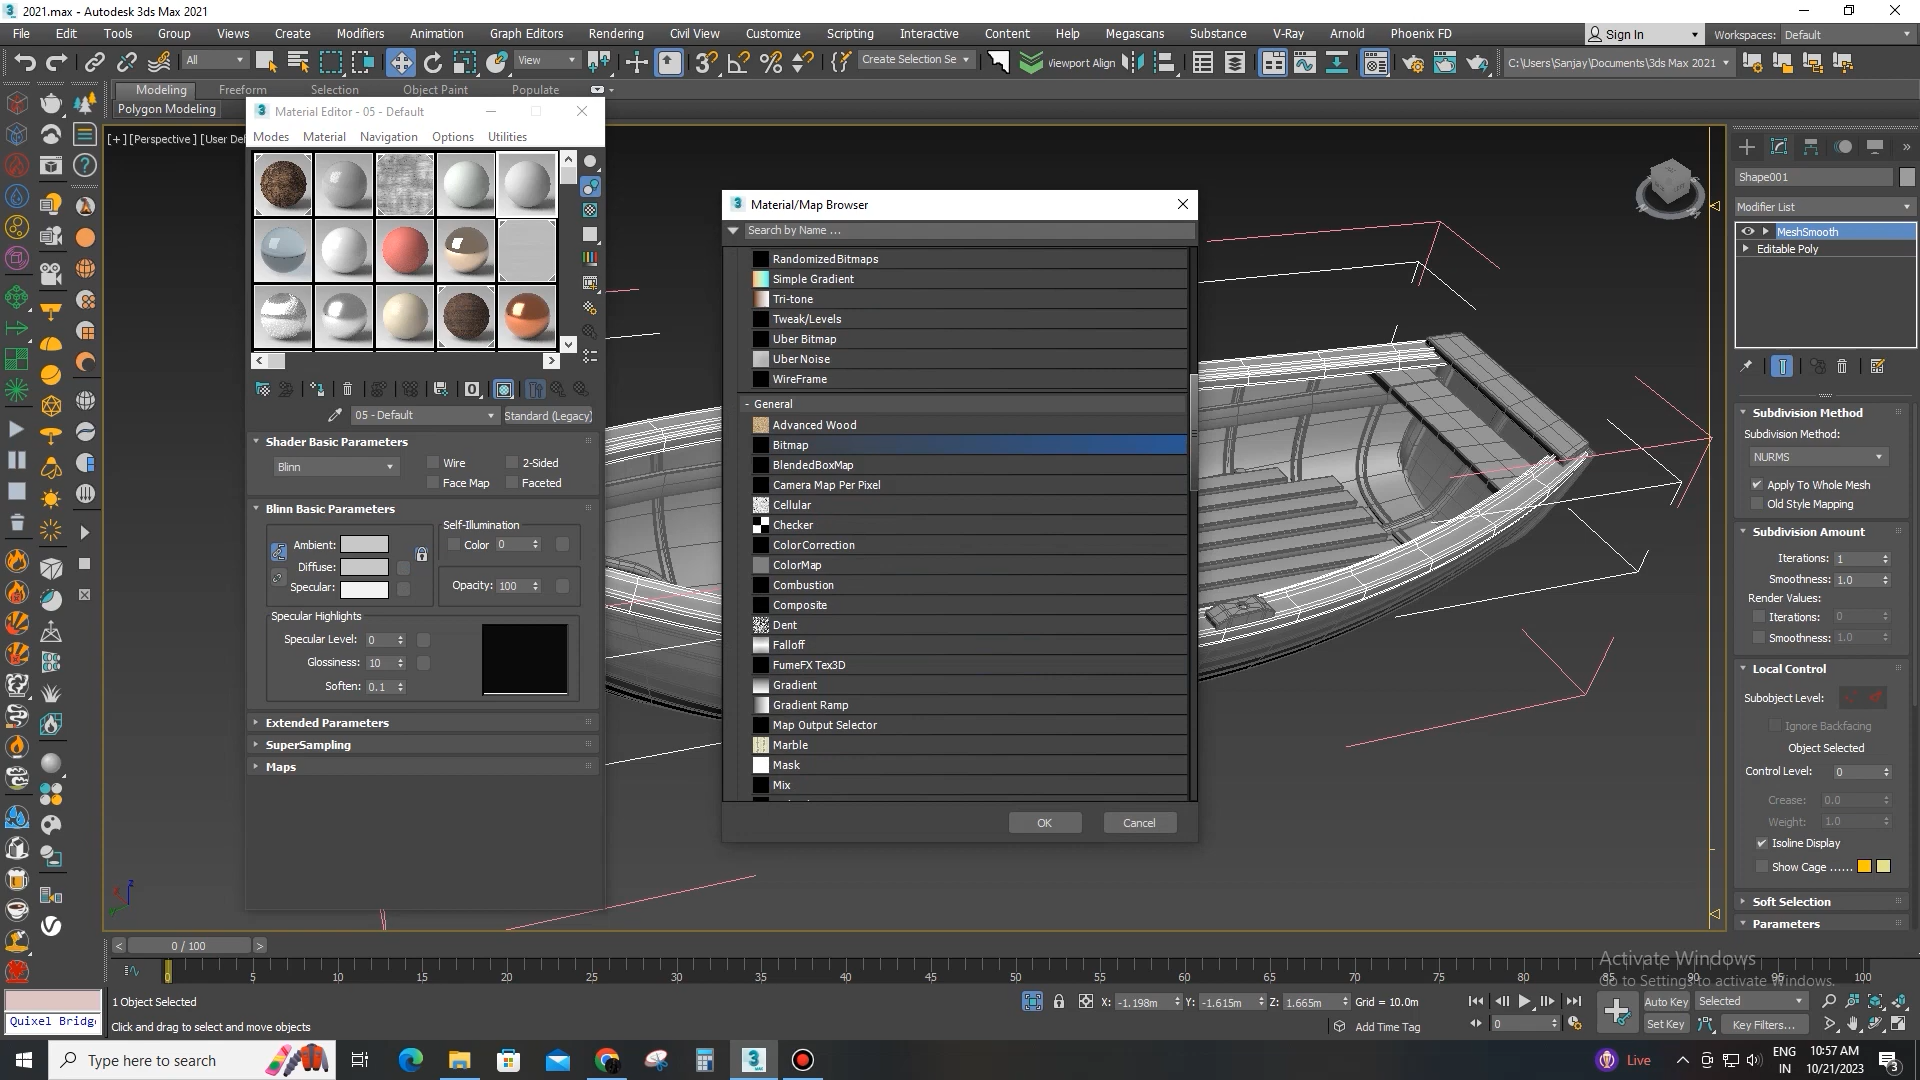 2021.max - Autodesk 3ds Max 2021
File Edit Tools Group Views Create Modifiers Animation Graph Editors Rendering Civil View Customize Scripting Interactive Content Help Megascans Substance V-Ray Arnold Phoenix FD Sign In Workspaces: Default
All View Create Selection Se viewport Align C:\Users\Sanjay\Documents\3ds Max 2021
Modeling Freeform Selection Object Paint Populate
Polygon Modeling
[+] [Perspective] [User De
Material Editor - 05 - Default
Modes Material Navigation Options Utilities
05 - Default Standard (Legacy)
Shader Basic Parameters
Blinn Wire 2-Sided
Face Map Faceted
Blinn Basic Parameters
Self-Illumination
Ambient: Color 0
Diffuse:
Specular: Opacity: 100
Specular Highlights
Specular Level: 0
Glossiness: 10
Soften: 0.1
Extended Parameters
SuperSampling
Maps
Material/Map Browser
Search by Name ...
RandomizedBitmaps
Simple Gradient
Tri-tone
Tweak/Levels
Uber Bitmap
Uber Noise
WireFrame
- General
Advanced Wood
Bitmap
BlendedBoxMap
Camera Map Per Pixel
Cellular
Checker
ColorCorrection
ColorMap
Combustion
Composite
Dent
Falloff
FumeFX Tex3D
Gradient
Gradient Ramp
Map Output Selector
Marble
Mask
Mix
OK Cancel
Shape001
Modifier List
MeshSmooth
Editable Poly
Subdivision Method
Subdivision Method:
NURMS
Apply To Whole Mesh
Old Style Mapping
Subdivision Amount
Iterations: 1
Smoothness: 1.0
Render Values:
Iterations: 0
Smoothness: 1.0
Local Control
Subobject Level:
Ignore Backfacing
Object Selected
Control Level: 0
Crease: 0.0
Weight: 1.0
Isoline Display
Show Cage ......
Soft Selection
Parameters
< 0 / 100 >
0 5 10 15 20 25 30 35 40 45 50 55 60 65 70 75 80 85 90 95 100
Activate Windows
Go to Settings to activate Windows.
1 Object Selected X: -1.198m Y: -1.615m Z: 1.665m Grid = 10.0m Auto Key Selected
Quixel Bridge Click and drag to select and move objects Add Time Tag 0 Set Key Key Filters...
Type here to search Live ENG 10:57 AM
IN 10/21/2023 3